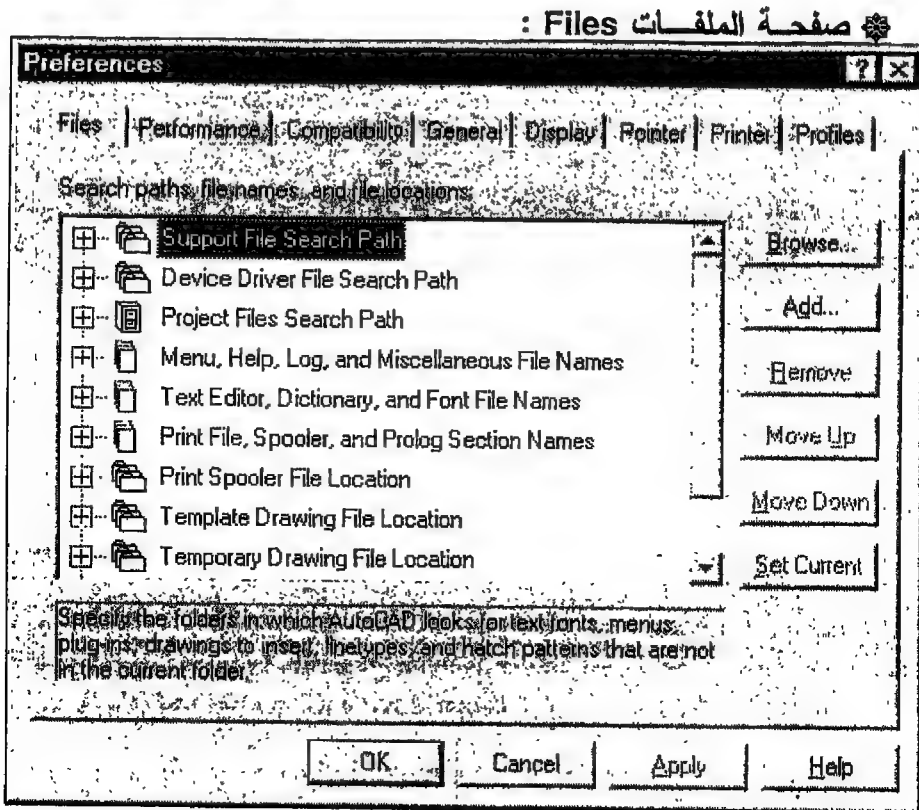 صفحة الملفات Files :
Preferences
Files Performance Compatibility General Display Pointer Printer Profiles
Search paths, file names, and file locations:
Support File Search Path
Device Driver File Search Path
Project Files Search Path
Menu, Help, Log, and Miscellaneous File Names
Text Editor, Dictionary, and Font File Names
Print File, Spooler, and Prolog Section Names
Print Spooler File Location
Template Drawing File Location
Temporary Drawing File Location
Browse...
Add...
Remove
Move Up
Move Down
Set Current
Specify the folders in which AutoCAD looks for text fonts, menus,
plug-ins, drawings to insert, linetypes, and hatch patterns that are not
in the current folder.
OK Cancel Apply Help